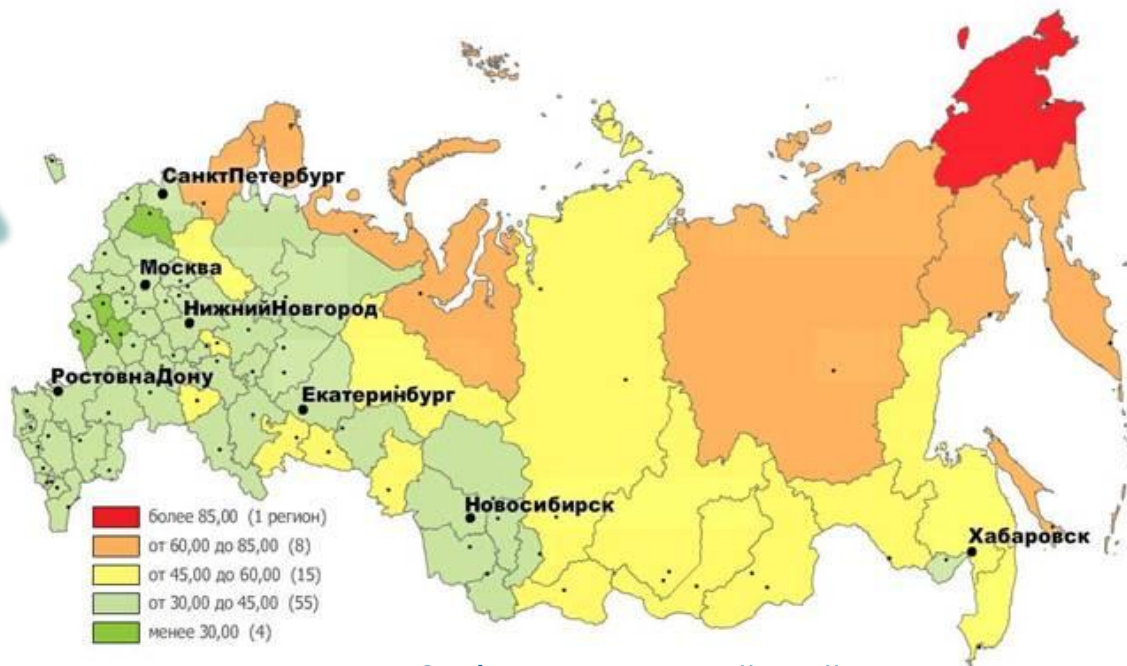 СанктПетербург
Москва
НижнийНовгород
РостовнаДону
Екатеринбург
Новосибирск
Хабаровск
более 85,00 (1 регион)
от 60,00 до 85,00 (8)
от 45,00 до 60,00 (15)
от 30,00 до 45,00 (55)
менее 30,00 (4)